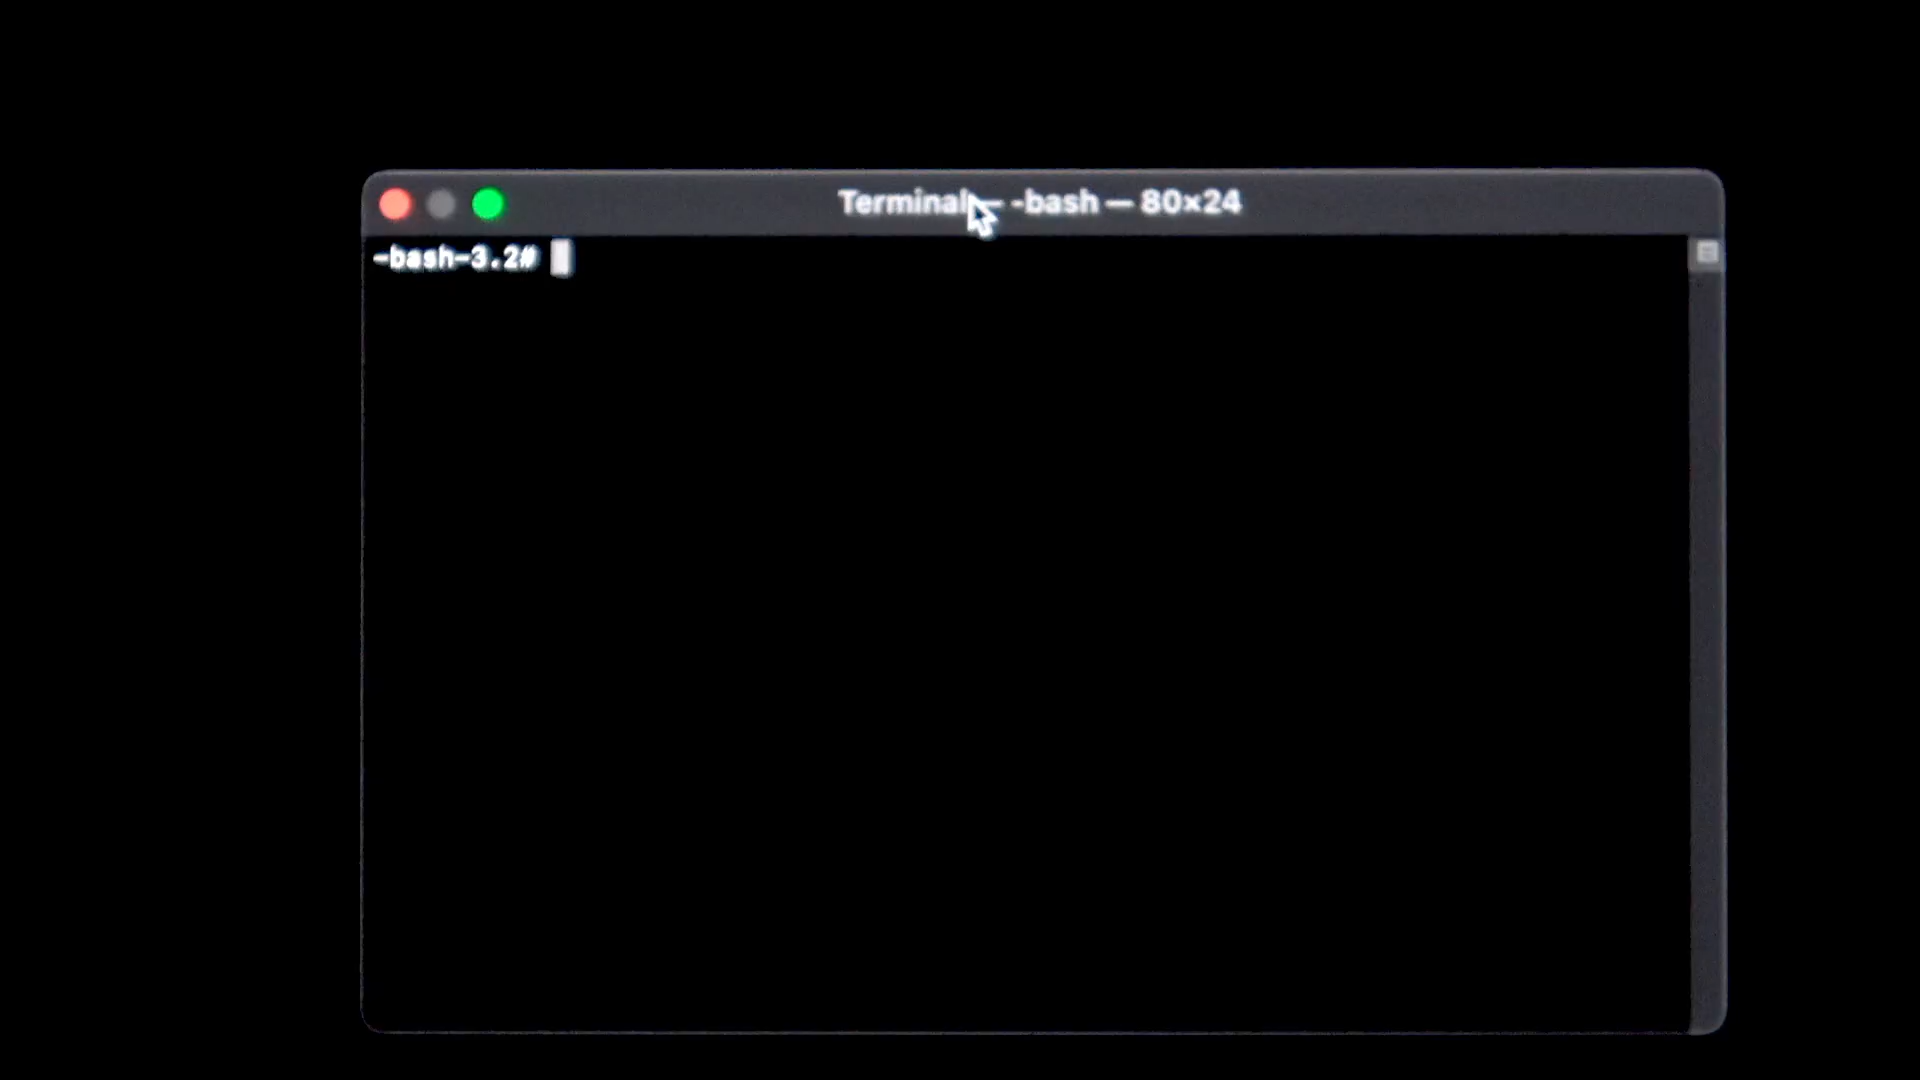 Terminal — -bash — 80×24
-bash-3.2#